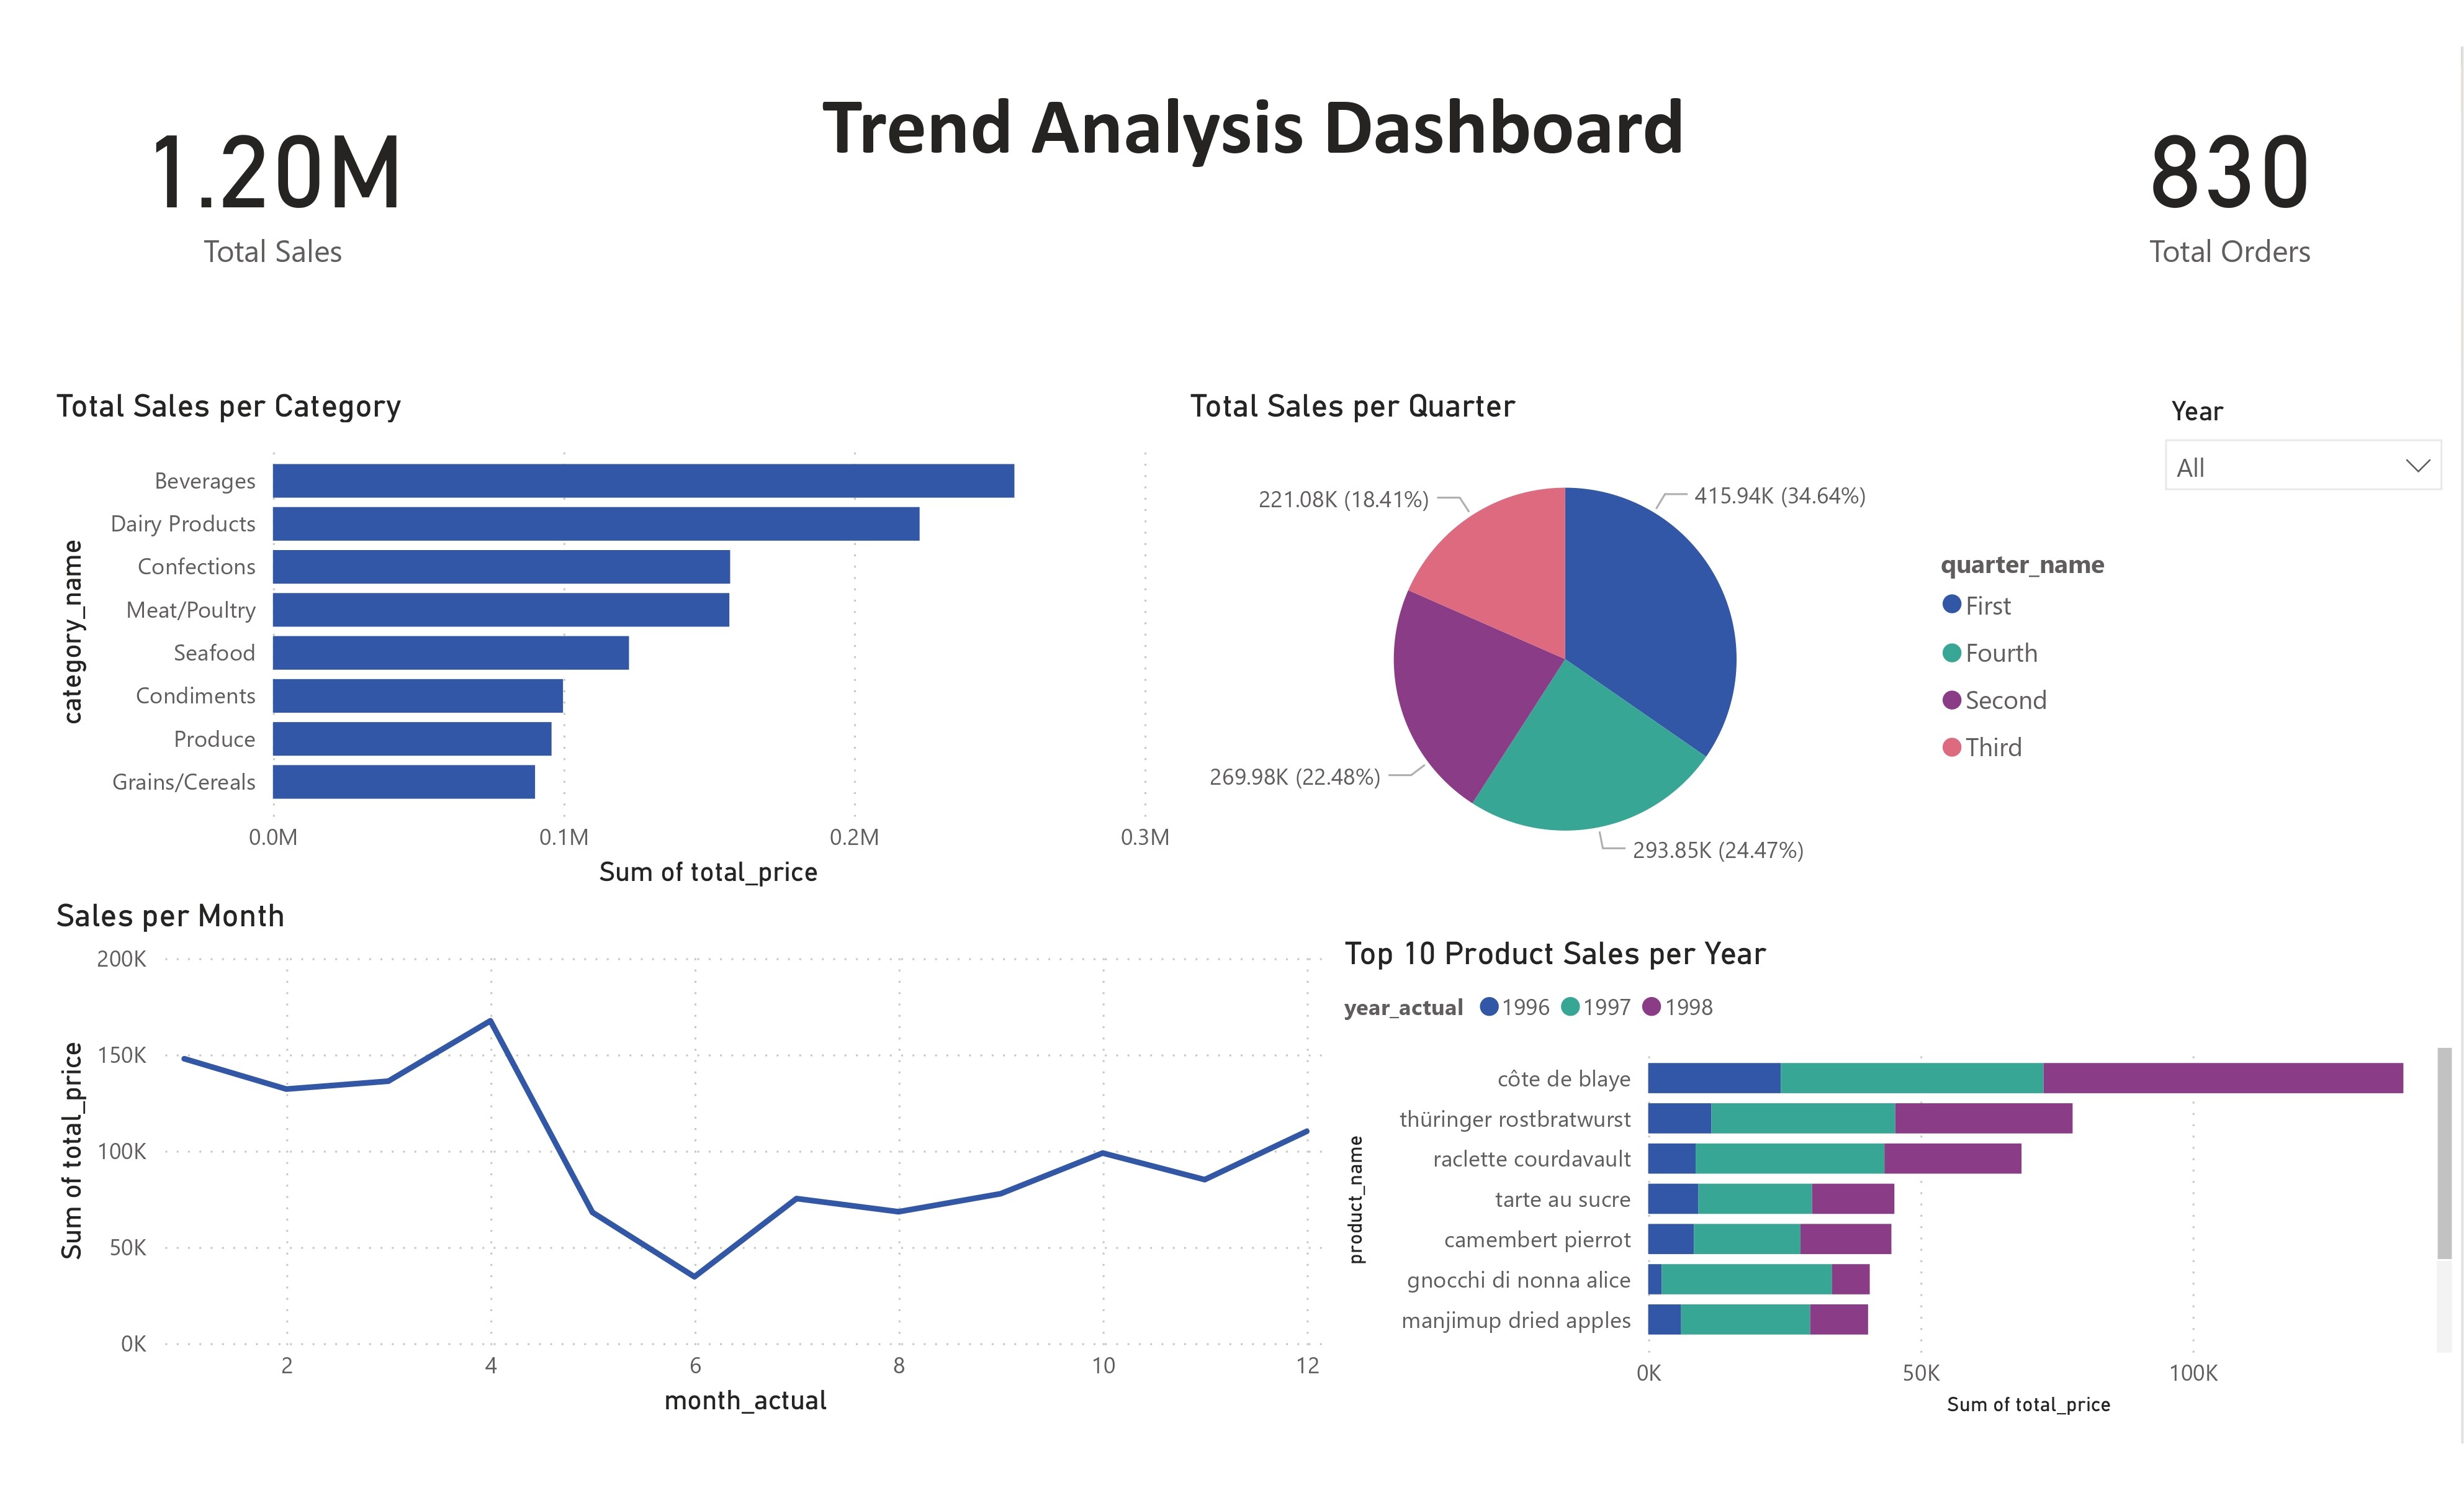 Trend Analysis Dashboard
1.20M
Total Sales
830
Total Orders
Total Sales per Category
category_name
Beverages
Dairy Products
Confections
Meat/Poultry
Seafood
Condiments
Produce
Grains/Cereals
0.0M 0.1M 0.2M 0.3M
Sum of total_price
Total Sales per Quarter
221.08K (18.41%)
415.94K (34.64%)
269.98K (22.48%)
293.85K (24.47%)
quarter_name
First
Fourth
Second
Third
Year
All
Sales per Month
Sum of total_price
200K
150K
100K
50K
0K
2 4 6 8 10 12
month_actual
Top 10 Product Sales per Year
year_actual 1996 1997 1998
product_name
côte de blaye
thüringer rostbratwurst
raclette courdavault
tarte au sucre
camembert pierrot
gnocchi di nonna alice
manjimup dried apples
0K 50K 100K
Sum of total_price